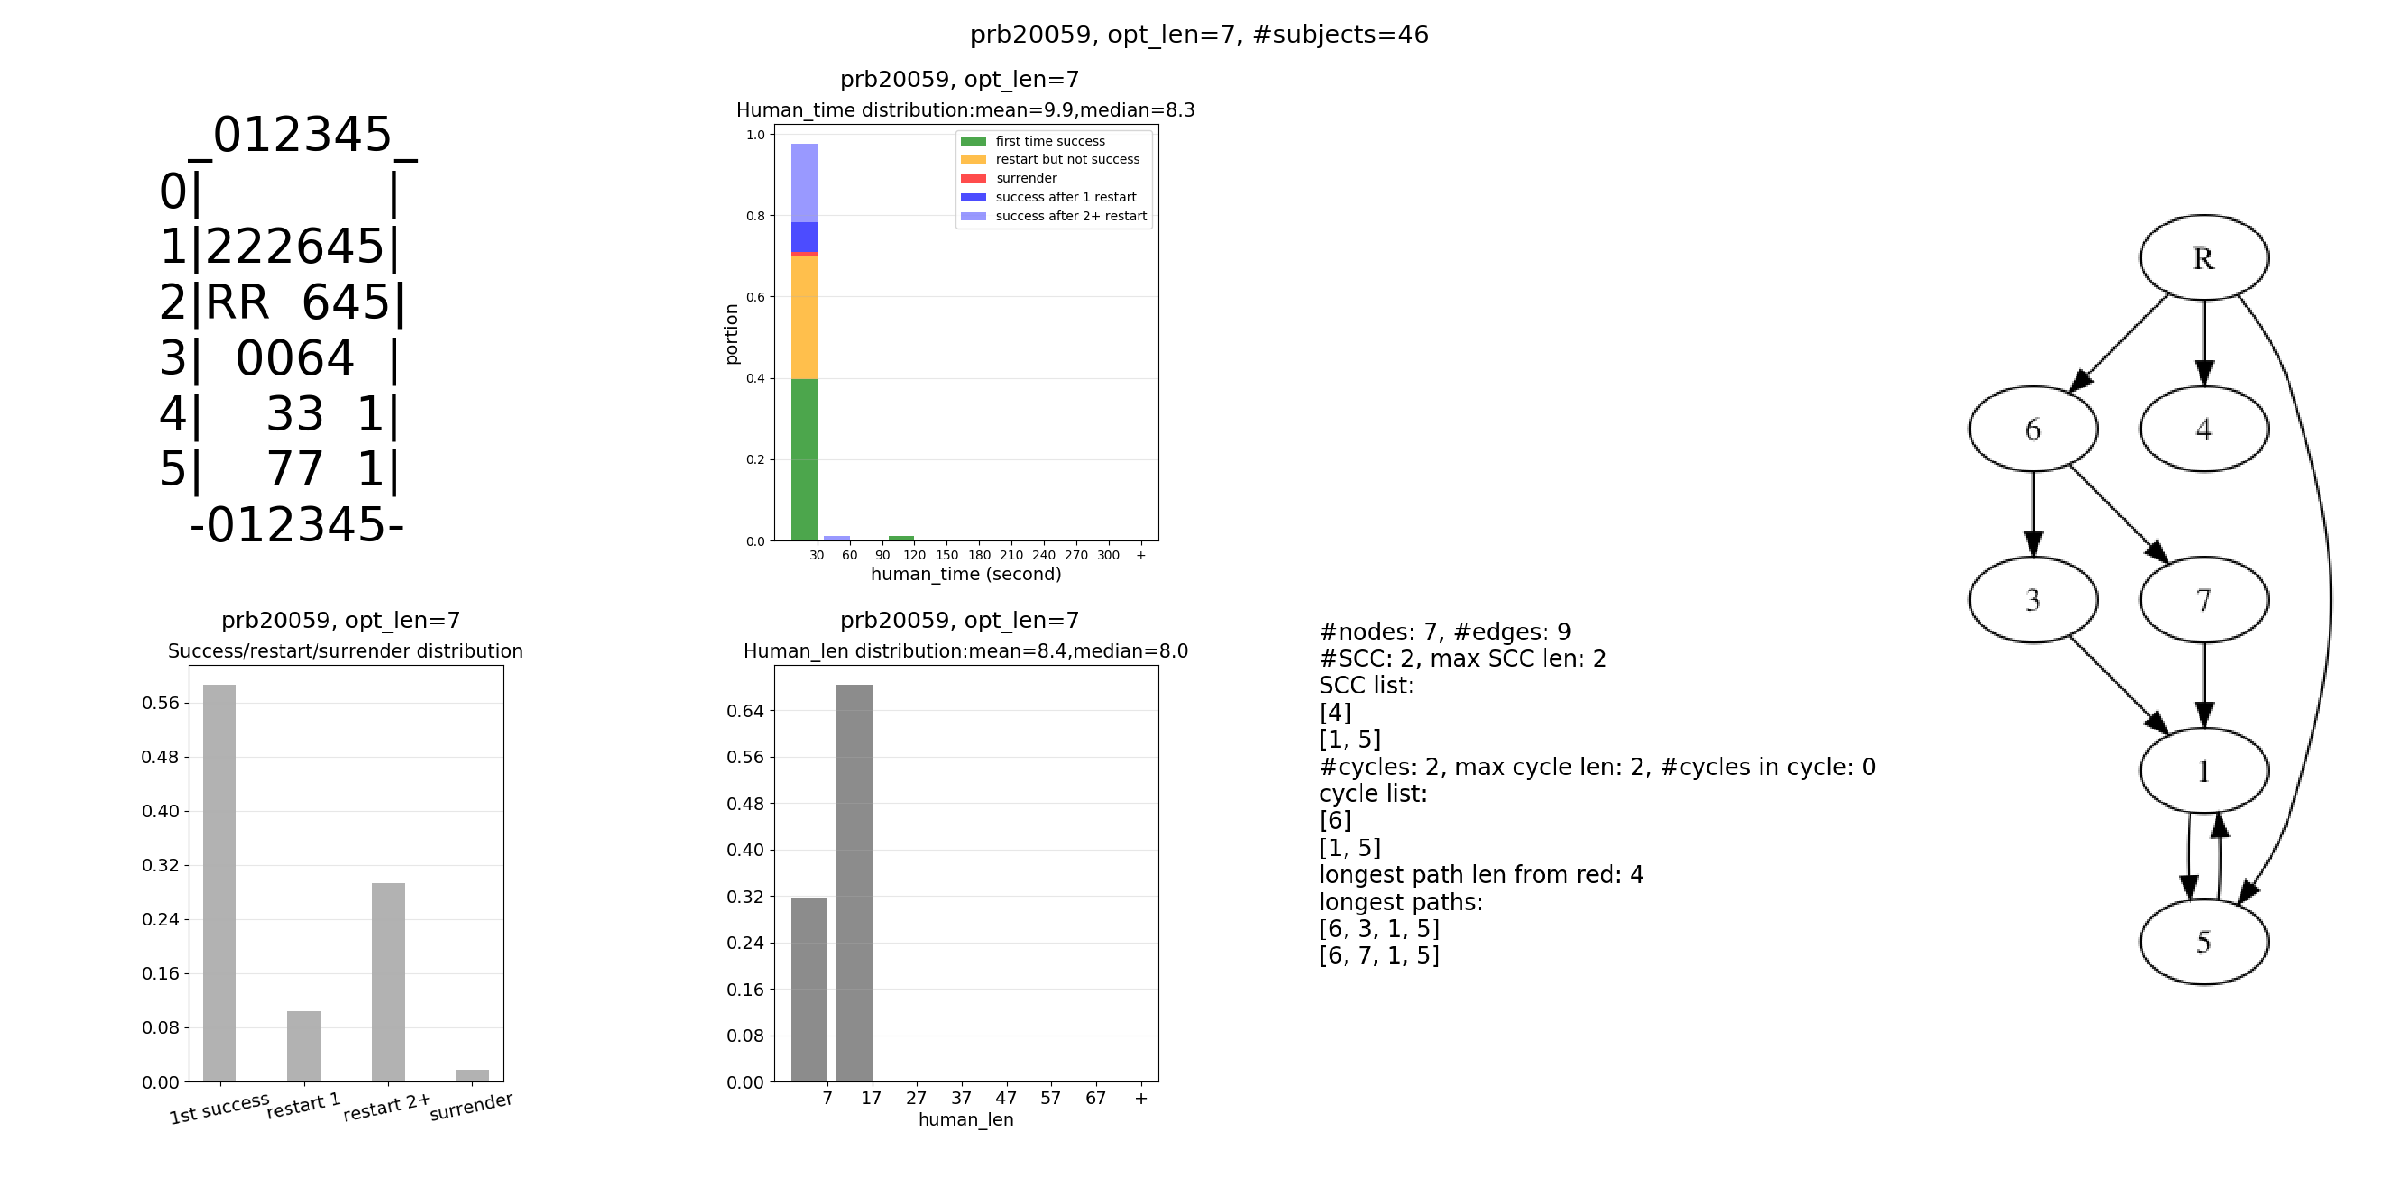 prb20059, opt_len=7, #subjects=46
_012345_
0|      |
1|222645|
2|RR  645|
3|  0064  |
4|    33  1|
5|    77  1|
-012345-
prb20059, opt_len=7
Human_time distribution:mean=9.9,median=8.3
1.0
0.8
0.6
0.4
0.2
0.0
portion
first time success
restart but not success
surrender
success after 1 restart
success after 2+ restart
30 60 90 120 150 180 210 240 270 300 +
human_time (second)
prb20059, opt_len=7
Success/restart/surrender distribution
0.56
0.48
0.40
0.32
0.24
0.16
0.08
0.00
1st success restart 1 restart 2+ surrender
prb20059, opt_len=7
Human_len distribution:mean=8.4,median=8.0
0.64
0.56
0.48
0.40
0.32
0.24
0.16
0.08
0.00
7 17 27 37 47 57 67 +
human_len
#nodes: 7, #edges: 9
#SCC: 2, max SCC len: 2
SCC list:
[4]
[1, 5]
#cycles: 2, max cycle len: 2, #cycles in cycle: 0
cycle list:
[6]
[1, 5]
longest path len from red: 4
longest paths:
[6, 3, 1, 5]
[6, 7, 1, 5]
R
6 4
3 7
1
5